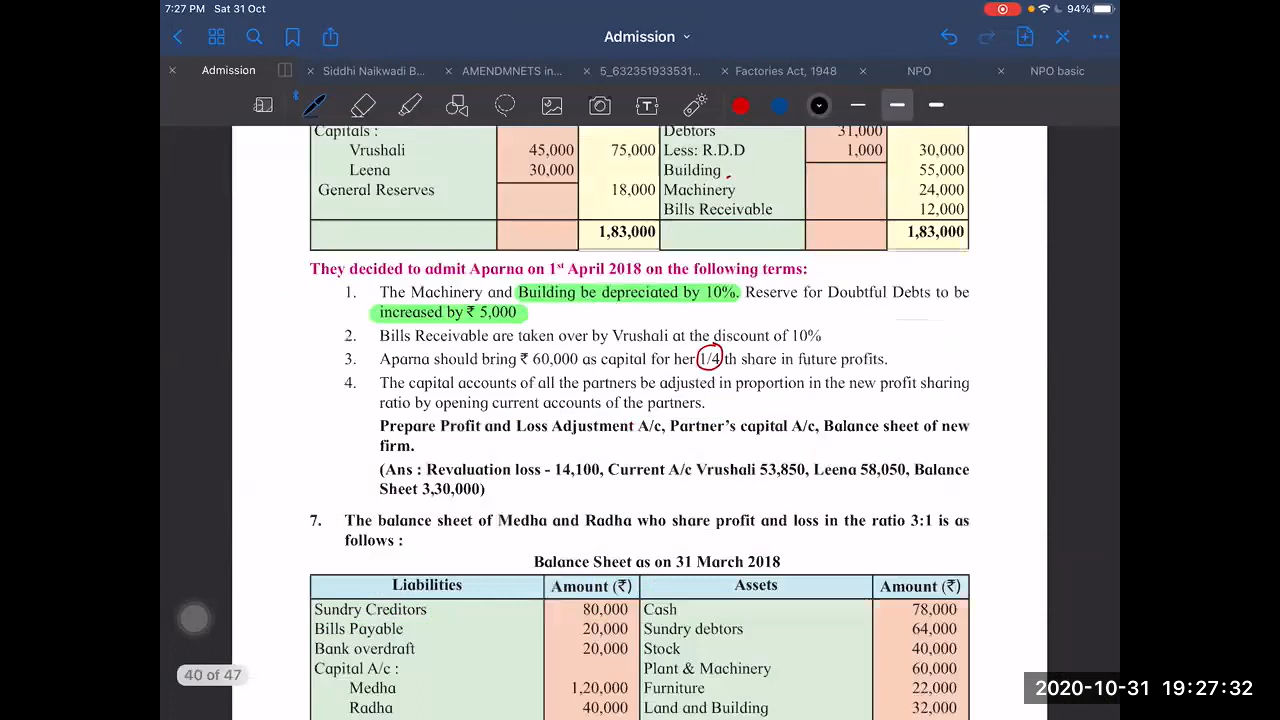 7:27 PM Sat 31 Oct 94%
Admission
Admission Siddhi Naikwadi B... AMENDMNETS in... 5_632351933531... Factories Act, 1948 NPO NPO basic
Capitals : Debtors 31,000
Vrushali 45,000 75,000 Less: R.D.D 1,000 30,000
Leena 30,000 Building 55,000
General Reserves 18,000 Machinery 24,000
Bills Receivable 12,000
1,83,000 1,83,000
They decided to admit Aparna on 1st April 2018 on the following terms:
1. The Machinery and Building be depreciated by 10%. Reserve for Doubtful Debts to be
increased by ₹ 5,000
2. Bills Receivable are taken over by Vrushali at the discount of 10%
3. Aparna should bring ₹ 60,000 as capital for her 1/4 th share in future profits.
4. The capital accounts of all the partners be adjusted in proportion in the new profit sharing
ratio by opening current accounts of the partners.
Prepare Profit and Loss Adjustment A/c, Partner's capital A/c, Balance sheet of new
firm.
(Ans : Revaluation loss - 14,100, Current A/c Vrushali 53,850, Leena 58,050, Balance
Sheet 3,30,000)
7. The balance sheet of Medha and Radha who share profit and loss in the ratio 3:1 is as
follows :
Balance Sheet as on 31 March 2018
Liabilities Amount (₹) Assets Amount (₹)
Sundry Creditors 80,000 Cash 78,000
Bills Payable 20,000 Sundry debtors 64,000
Bank overdraft 20,000 Stock 40,000
Capital A/c : Plant & Machinery 60,000
Medha 1,20,000 Furniture 22,000
Radha 40,000 Land and Building 32,000
40 of 47
2020-10-31 19:27:32